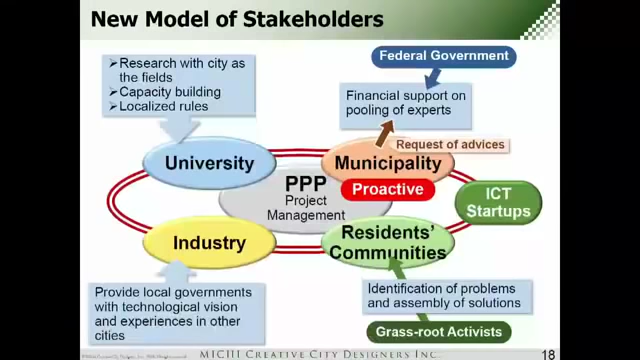 New Model of Stakeholders
Research with city as
the fields
Capacity building
Localized rules
Federal Government
Financial support on
pooling of experts
Request of advices
University
Municipality
Proactive
PPP
Project
Management
ICT
Startups
Industry
Residents'
Communities
Provide local governments
with technological vision
and experiences in other
cities
Identification of problems
and assembly of solutions
Grass-root Activists
MICIII CREATIVE CITY DESIGNERS INC.
18